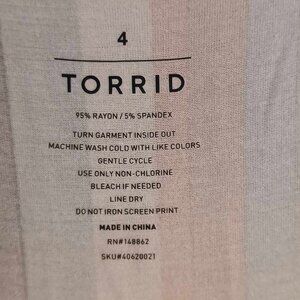 4
TORRID
95% RAYON / 5% SPANDEX
TURN GARMENT INSIDE OUT
MACHINE WASH COLD WITH LIKE COLORS
GENTLE CYCLE
USE ONLY NON-CHLORINE
BLEACH IF NEEDED
LINE DRY
DO NOT IRON SCREEN PRINT
MADE IN CHINA
RN#148862
SKU#40620021